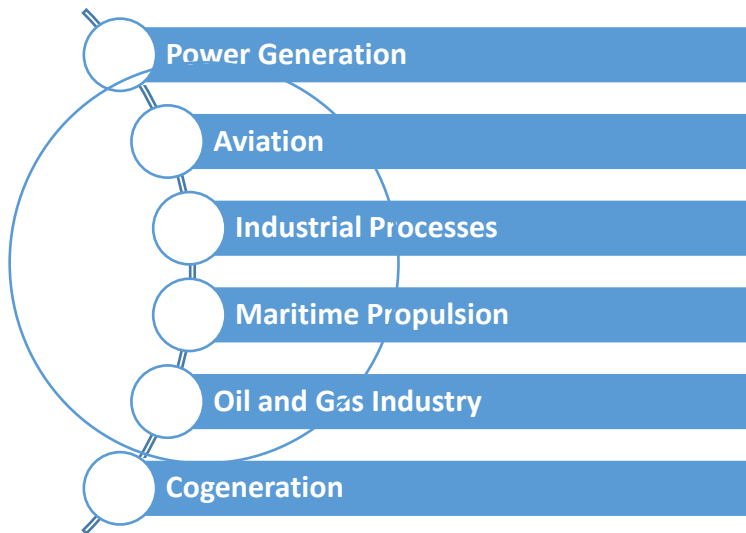 Power Generation
Aviation
Industrial Processes
Maritime Propulsion
Oil and Gas Industry
Cogeneration